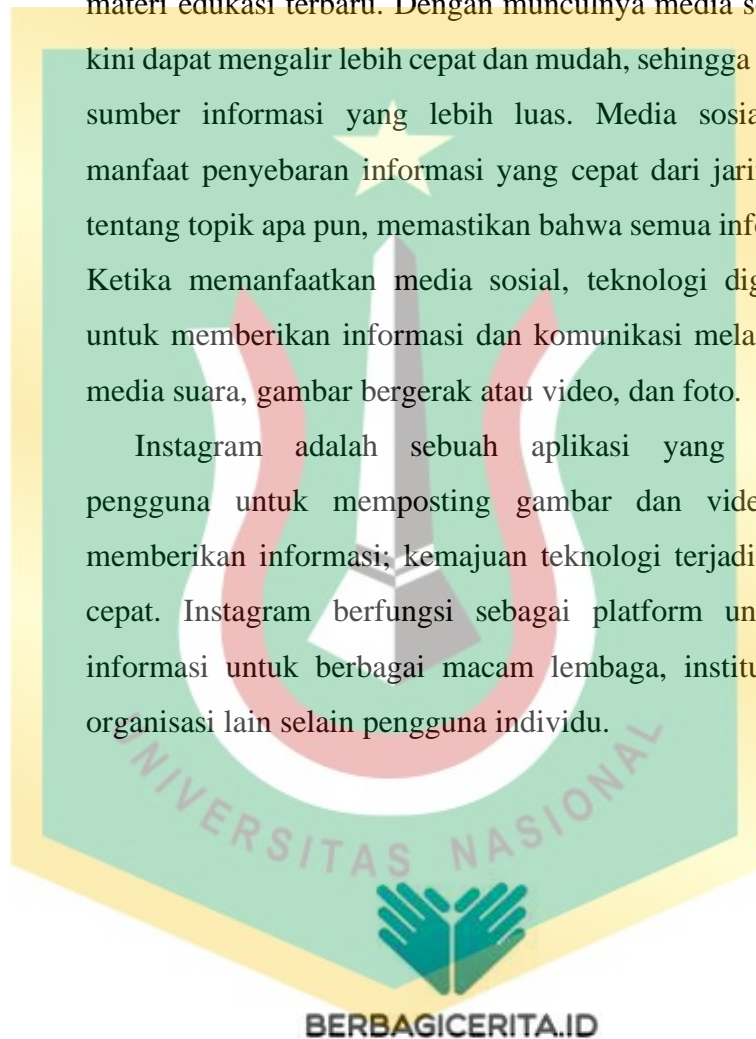 materi edukasi terbaru. Dengan munculnya media s
kini dapat mengalir lebih cepat dan mudah, sehingga
sumber informasi yang lebih luas. Media sosia
manfaat penyebaran informasi yang cepat dari jari
tentang topik apa pun, memastikan bahwa semua info
Ketika memanfaatkan media sosial, teknologi dig
untuk memberikan informasi dan komunikasi mela
media suara, gambar bergerak atau video, dan foto.
Instagram adalah sebuah aplikasi yang
pengguna untuk memposting gambar dan vide
memberikan informasi; kemajuan teknologi terjadi
cepat. Instagram berfungsi sebagai platform un
informasi untuk berbagai macam lembaga, institu
organisasi lain selain pengguna individu.
UNIVERSITAS NASIONAL
BERBAGICERITA.ID